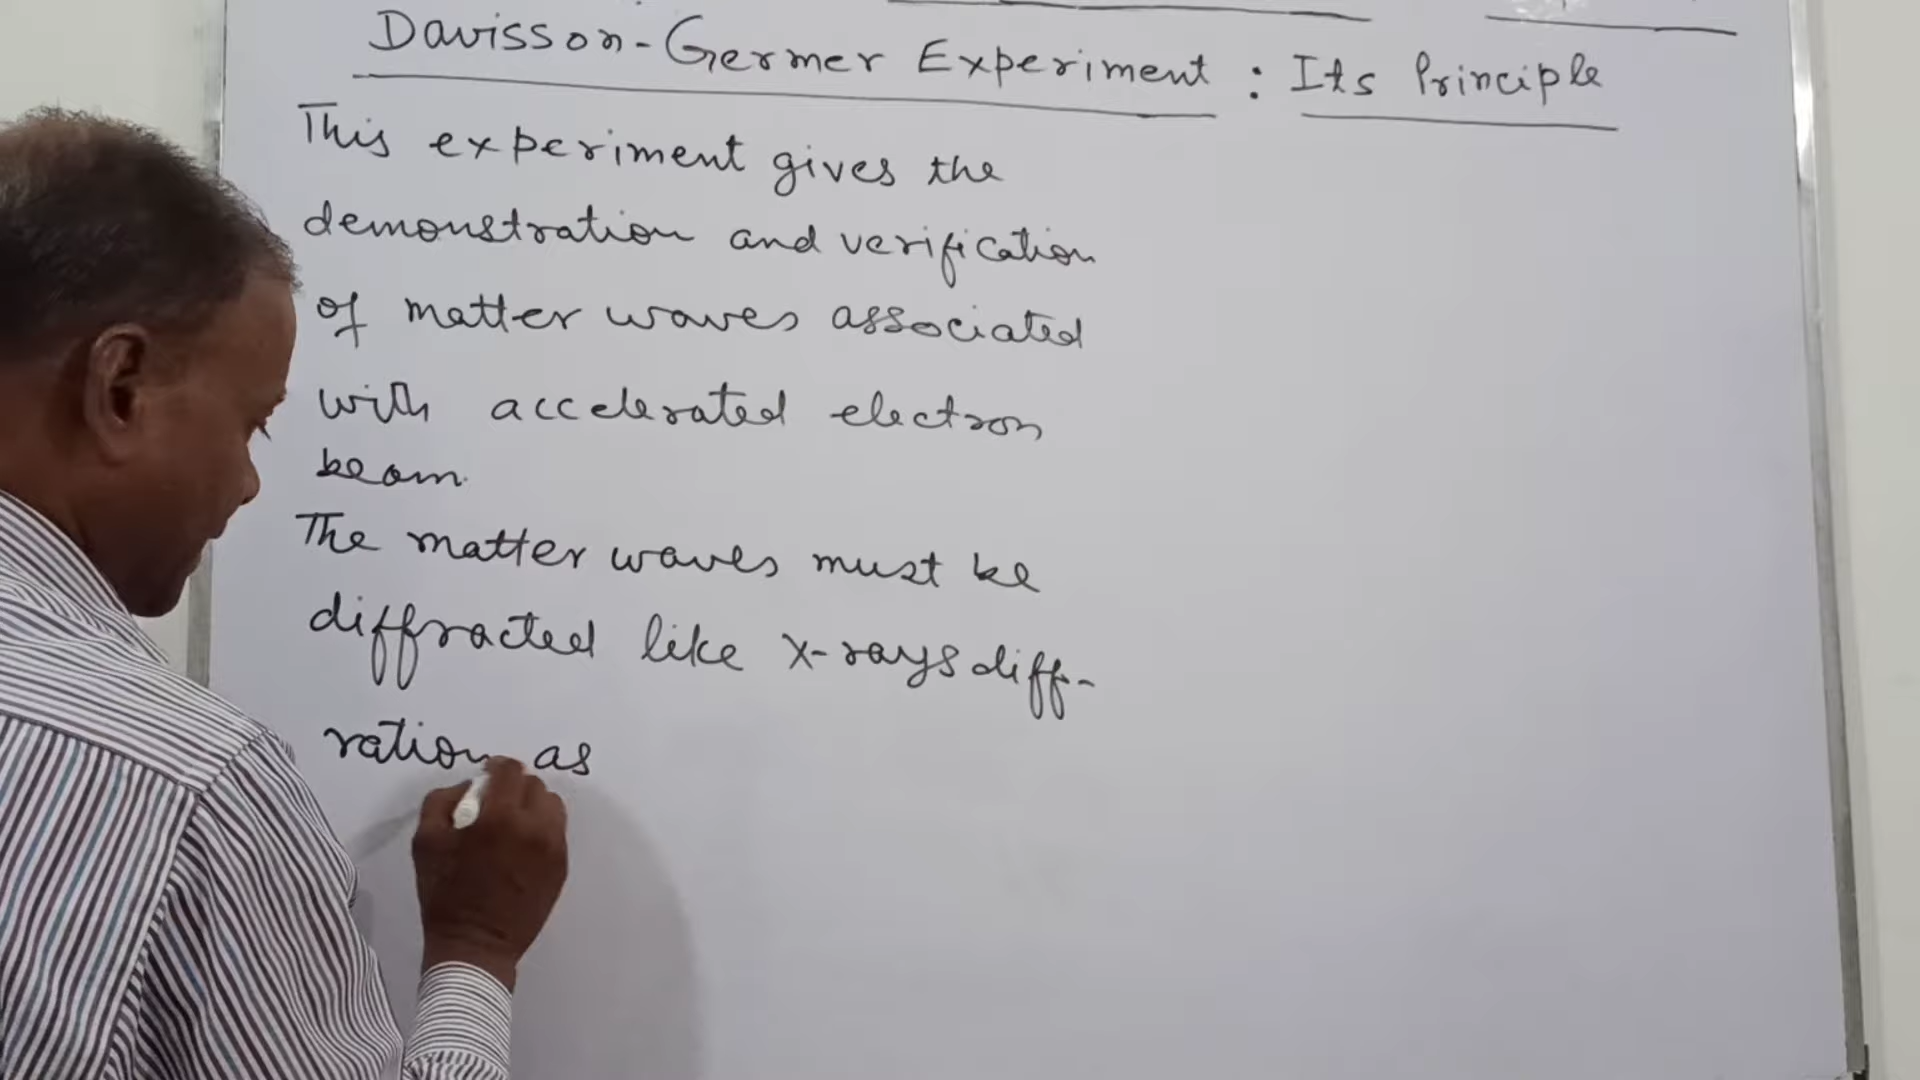 Davisson-Germer Experiment : Its Principle
This experiment gives the
demonstration and verification
of matter waves associated
with accelerated electron
beam.
The matter waves must be
diffracted like x-rays diff-
ration as